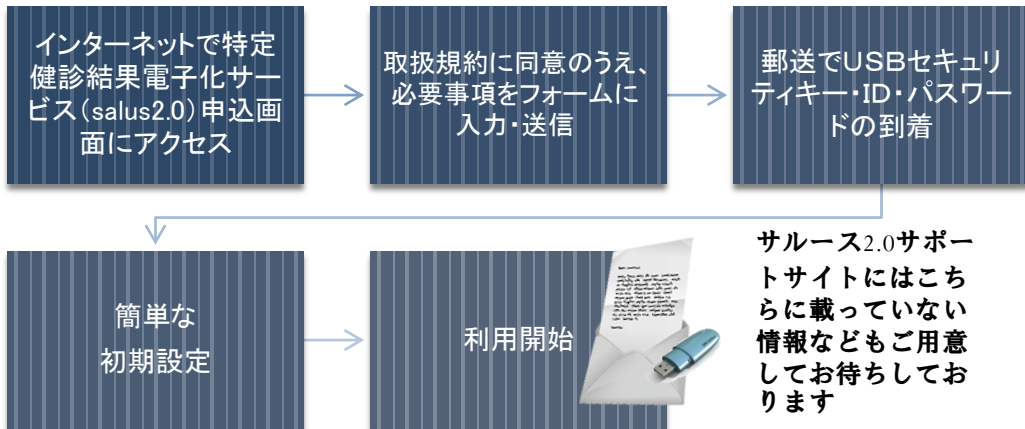 インターネットで特定
健診結果電子化サー
ビス(salus2.0)申込画
面にアクセス
取扱規約に同意のうえ、
必要事項をフォームに
入力・送信
郵送でUSBセキュリ
ティキー・ID・パスワー
ドの到着
簡単な
初期設定
利用開始
サルース2.0サポー
トサイトにはこち
らに載っていない
情報などもご用意
してお待ちしてお
ります